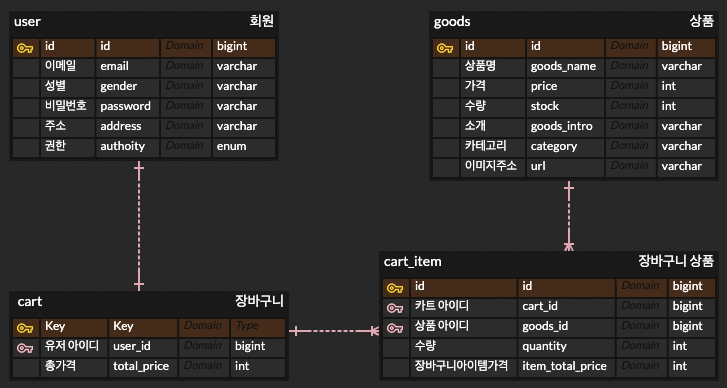 user 회원
id id Domain bigint
이메일 email Domain varchar
성별 gender Domain varchar
비밀번호 password Domain varchar
주소 address Domain varchar
권한 authoity Domain enum
goods 상품
id id Domain bigint
상품명 goods_name Domain varchar
가격 price Domain int
수량 stock Domain int
소개 goods_intro Domain varchar
카테고리 category Domain varchar
이미지주소 url Domain varchar
cart 장바구니
Key Key Domain Type
유저 아이디 user_id Domain bigint
총가격 total_price Domain int
cart_item 장바구니 상품
id id Domain bigint
카트 아이디 cart_id Domain bigint
상품 아이디 goods_id Domain bigint
수량 quantity Domain int
장바구니아이템가격 item_total_price Domain int